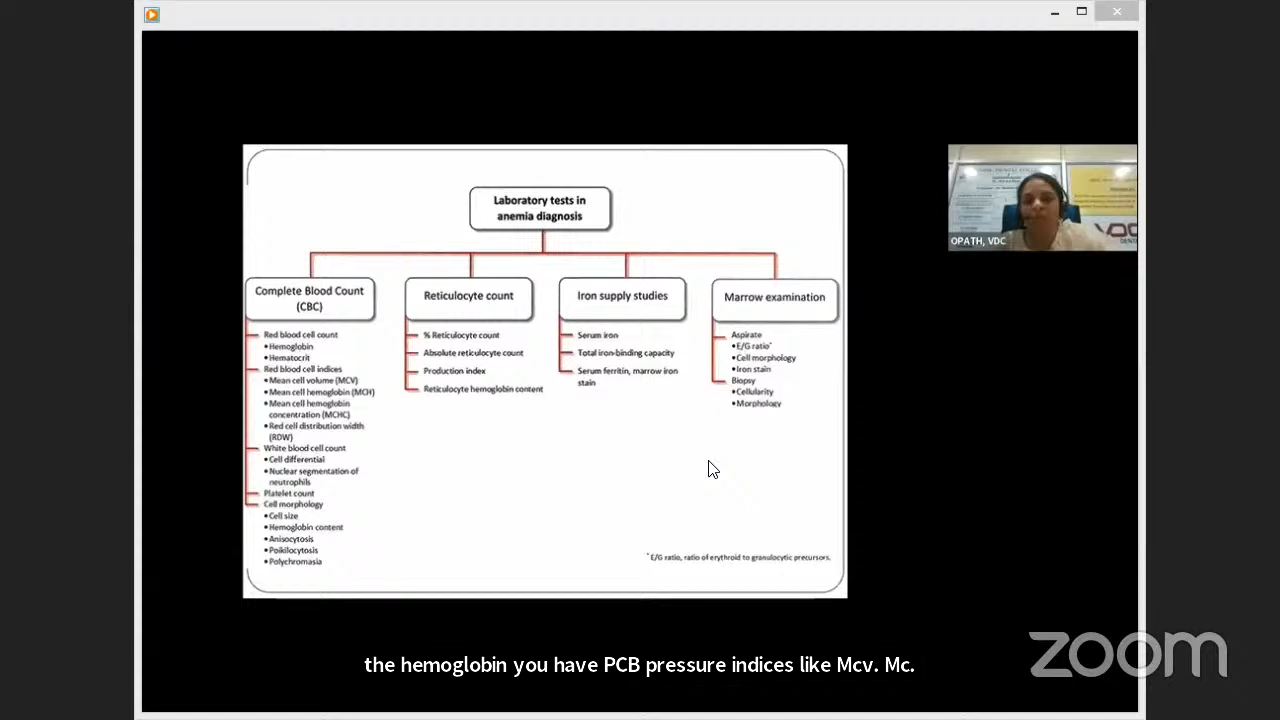 Laboratory tests in
anemia diagnosis
Complete Blood Count
(CBC)
Red blood cell count
•Hemoglobin
•Hematocrit
Red blood cell indices
•Mean cell volume (MCV)
•Mean cell hemoglobin (MCH)
•Mean cell hemoglobin
concentration (MCHC)
•Red cell distribution width
(RDW)
White blood cell count
•Cell differential
•Nuclear segmentation of
neutrophils
Platelet count
Cell morphology
•Cell size
•Hemoglobin content
•Anisocytosis
•Poikilocytosis
•Polychromasia
Reticulocyte count
% Reticulocyte count
Absolute reticulocyte count
Production index
Reticulocyte hemoglobin content
Iron supply studies
Serum iron
Total iron-binding capacity
Serum ferritin, marrow iron
stain
Marrow examination
Aspirate
•E/G ratio*
•Cell morphology
•Iron stain
Biopsy
•Cellularity
•Morphology
*E/G ratio, ratio of erythroid to granulocytic precursors.
OPATH, VDC
the hemoglobin you have PCB pressure indices like Mcv. Mc.
zoom